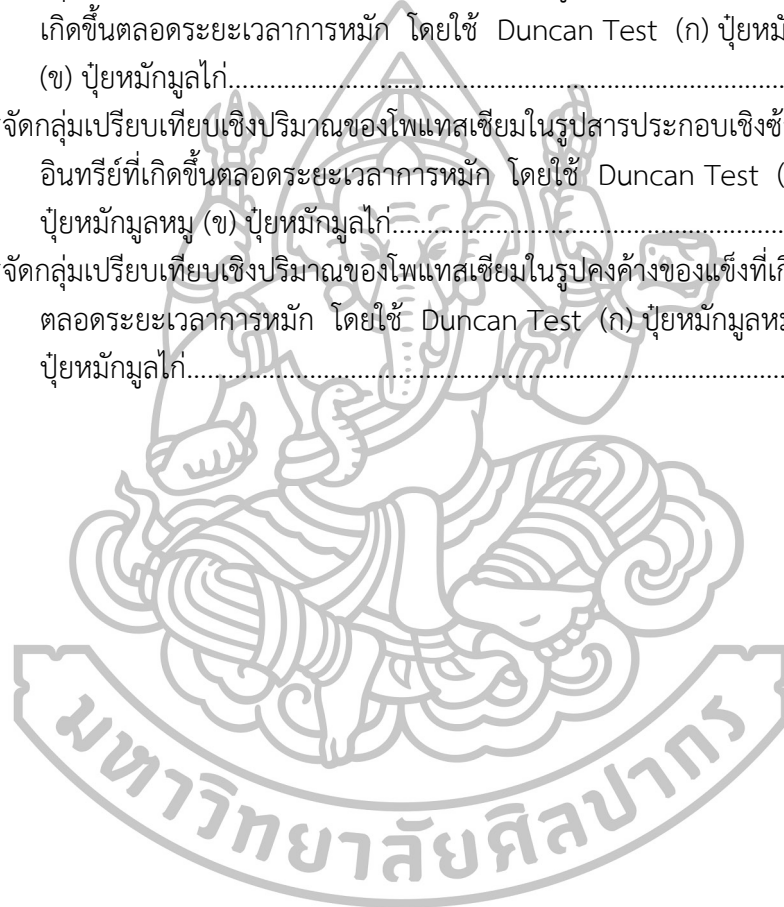 เกิดขึ้นตลอดระยะเวลาการหมัก โดยใช้ Duncan Test (ก) ปุ๋ยหมั
(ข) ปุ๋ยหมักมูลไก่.......................................................................................
จัดกลุ่มเปรียบเทียบเชิงปริมาณของโพแทสเซียมในรูปสารประกอบเชิงซ้
อินทรีย์ที่เกิดขึ้นตลอดระยะเวลาการหมัก โดยใช้ Duncan Test (
ปุ๋ยหมักมูลหมู (ข) ปุ๋ยหมักมูลไก่..........................................................
จัดกลุ่มเปรียบเทียบเชิงปริมาณของโพแทสเซียมในรูปคงค้างของแข็งที่เกิ
ตลอดระยะเวลาการหมัก โดยใช้ Duncan Test (ก) ปุ๋ยหมักมูลหม
ปุ๋ยหมักมูลไก่..............................................................................................
มหาวิทยาลัยศิลปากร